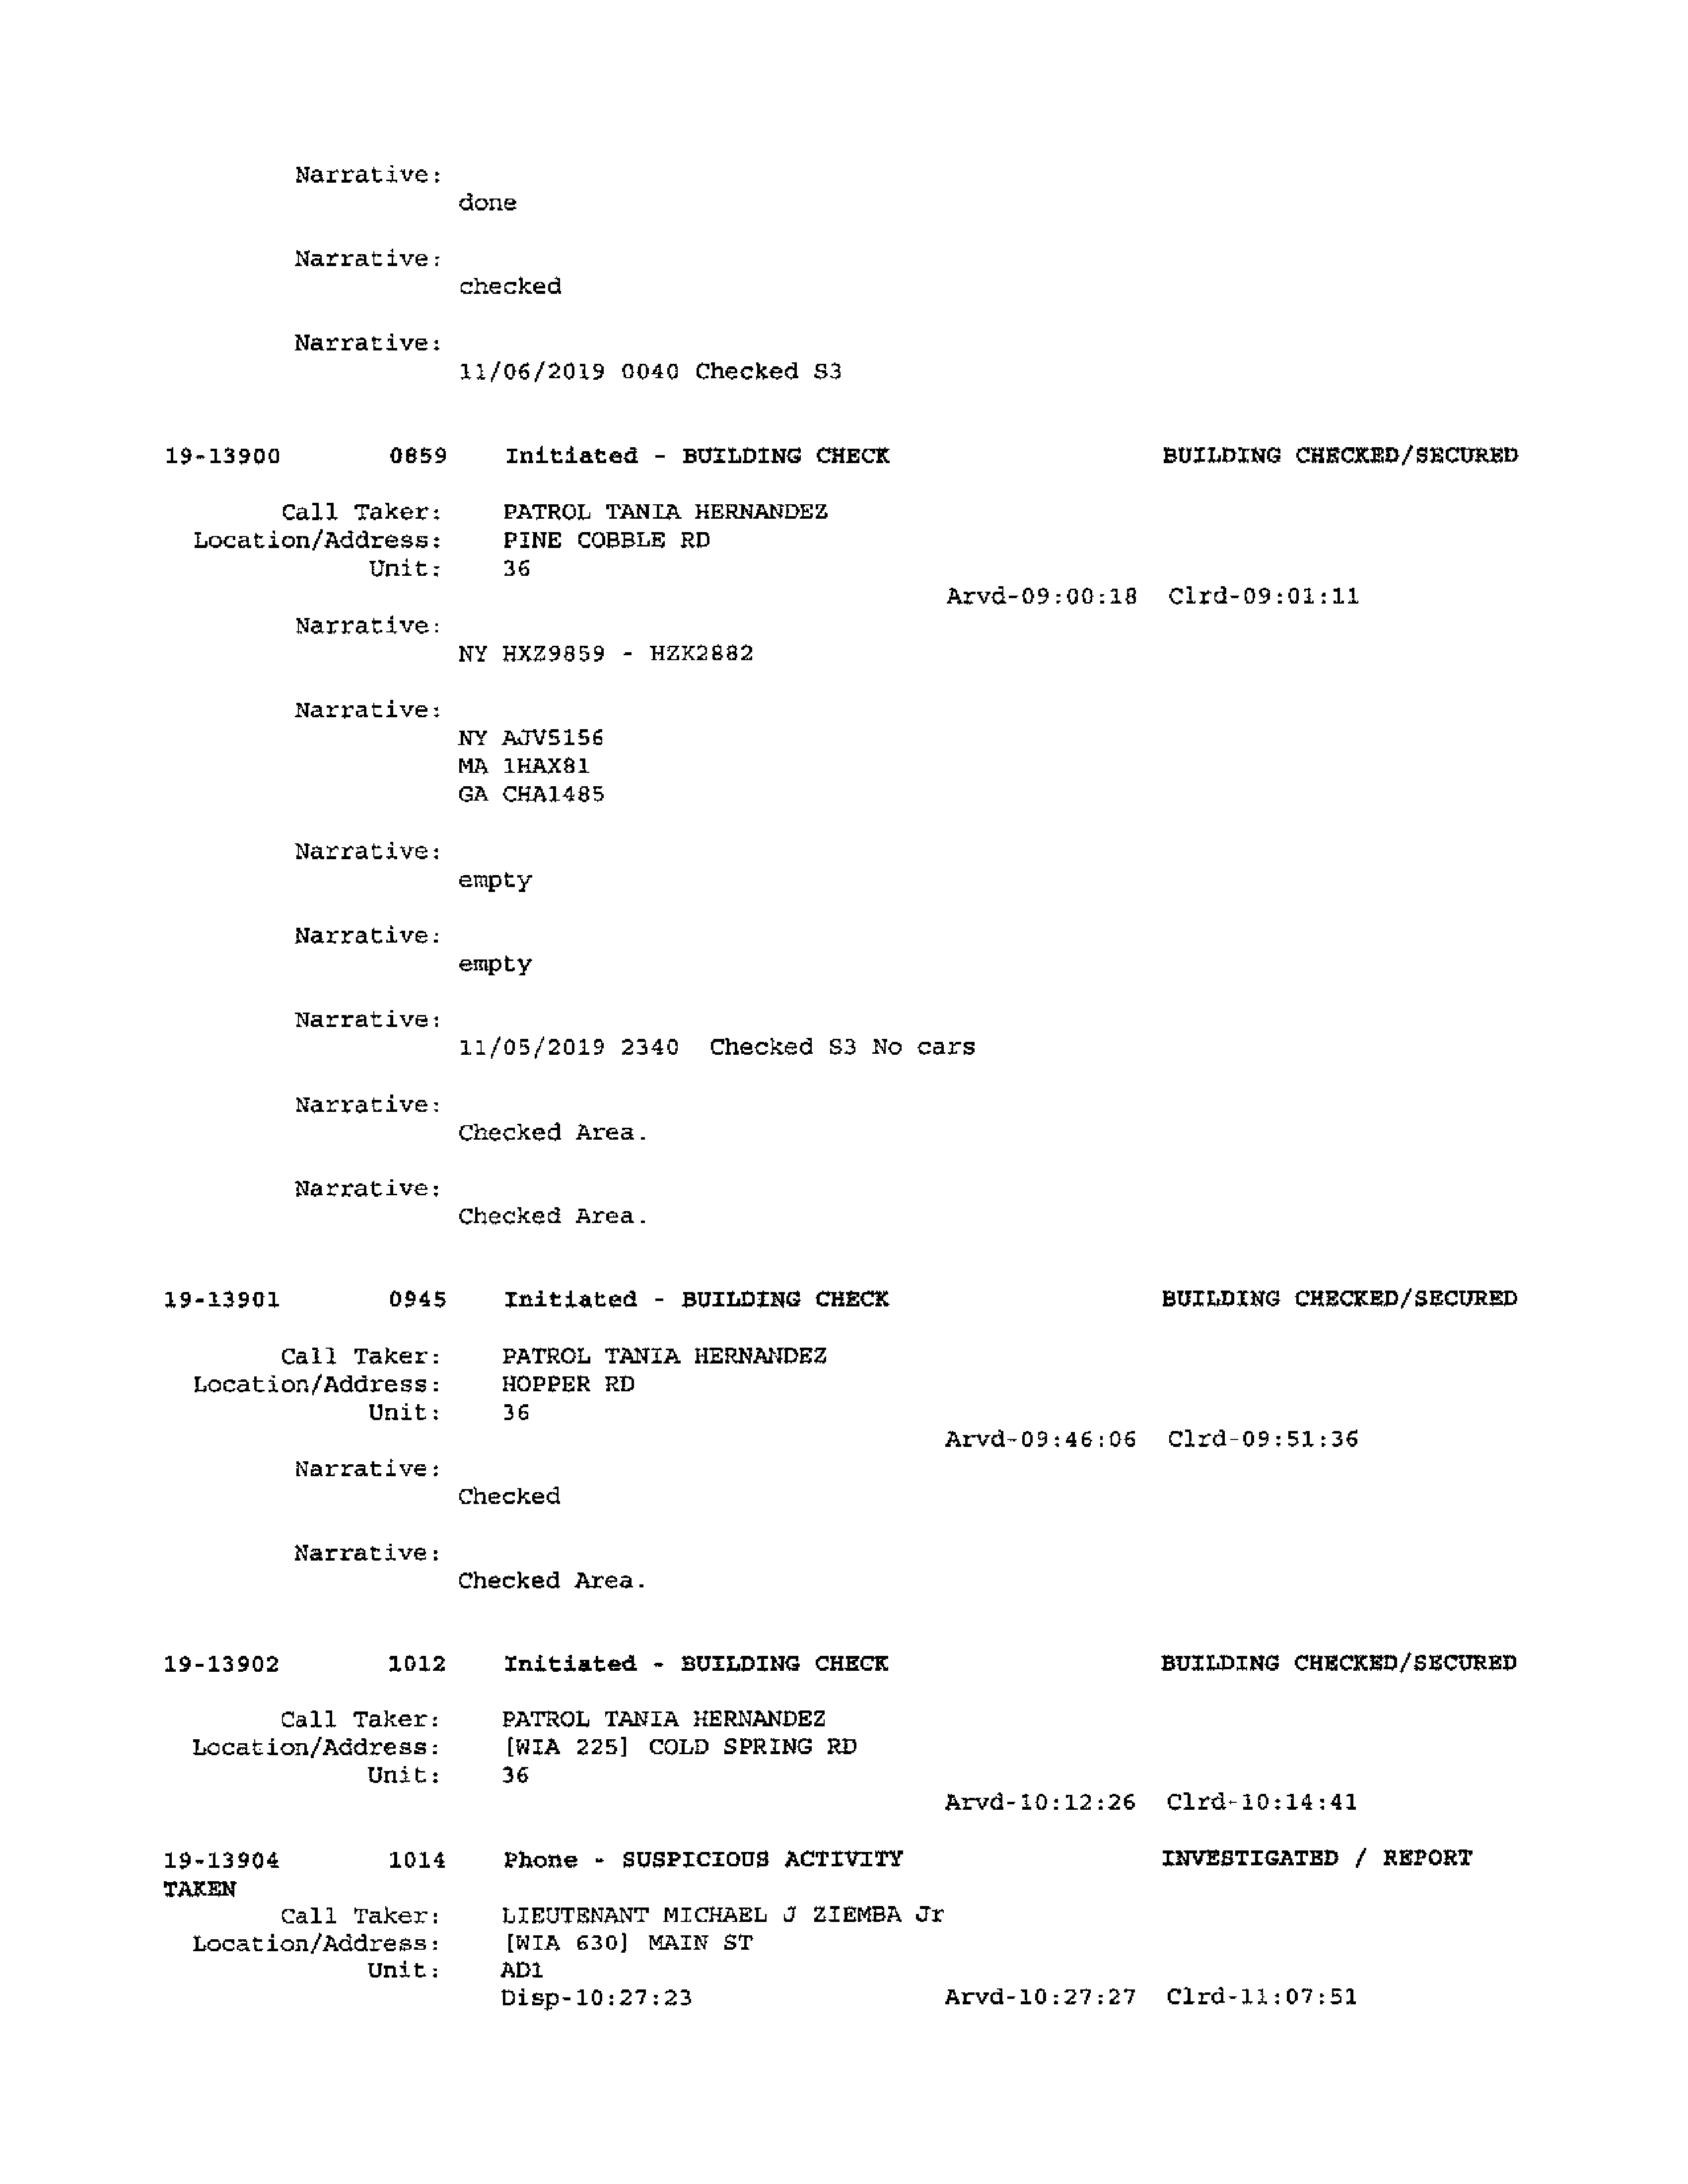 Narrative:
done
Narrative:
checked
Narrative:
11/06/2019 0040 Checked S3
19-13900 0859 Initiated - BUILDING CHECK BUILDING CHECKED/SECURED
Call Taker: PATROL TANIA HERNANDEZ
Location/Address: PINE COBBLE RD
Unit: 36
Arvd-09:00:18 Clrd-09:01:11
Narrative:
NY HXZ9859 - HZK2882
Narrative:
NY AJV5156
MA 1HAX81
GA CHA1485
Narrative:
empty
Narrative:
empty
Narrative:
11/05/2019 2340 Checked S3 No cars
Narrative:
Checked Area.
Narrative:
Checked Area.
19-13901 0945 Initiated - BUILDING CHECK BUILDING CHECKED/SECURED
Call Taker: PATROL TANIA HERNANDEZ
Location/Address: HOPPER RD
Unit: 36
Arvd-09:46:06 Clrd-09:51:36
Narrative:
Checked
Narrative:
Checked Area.
19-13902 1012 Initiated - BUILDING CHECK BUILDING CHECKED/SECURED
Call Taker: PATROL TANIA HERNANDEZ
Location/Address: [WIA 225] COLD SPRING RD
Unit: 36
Arvd-10:12:26 Clrd-10:14:41
19-13904 1014 Phone - SUSPICIOUS ACTIVITY INVESTIGATED / REPORT
TAKEN
Call Taker: LIEUTENANT MICHAEL J ZIEMBA Jr
Location/Address: [WIA 630] MAIN ST
Unit: AD1
Disp-10:27:23 Arvd-10:27:27 Clrd-11:07:51